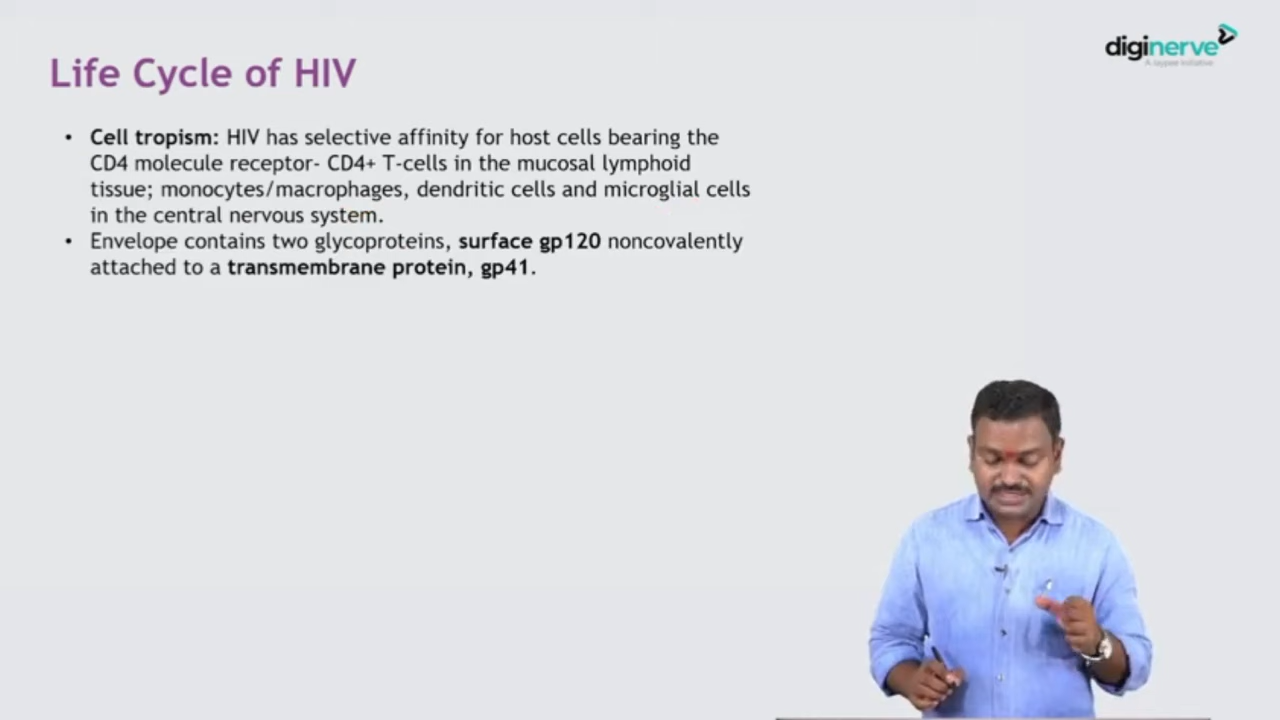 diginerve
A Jaypee Initiative
Life Cycle of HIV
• Cell tropism: HIV has selective affinity for host cells bearing the
CD4 molecule receptor- CD4+ T-cells in the mucosal lymphoid
tissue; monocytes/macrophages, dendritic cells and microglial cells
in the central nervous system.
• Envelope contains two glycoproteins, surface gp120 noncovalently
attached to a transmembrane protein, gp41.